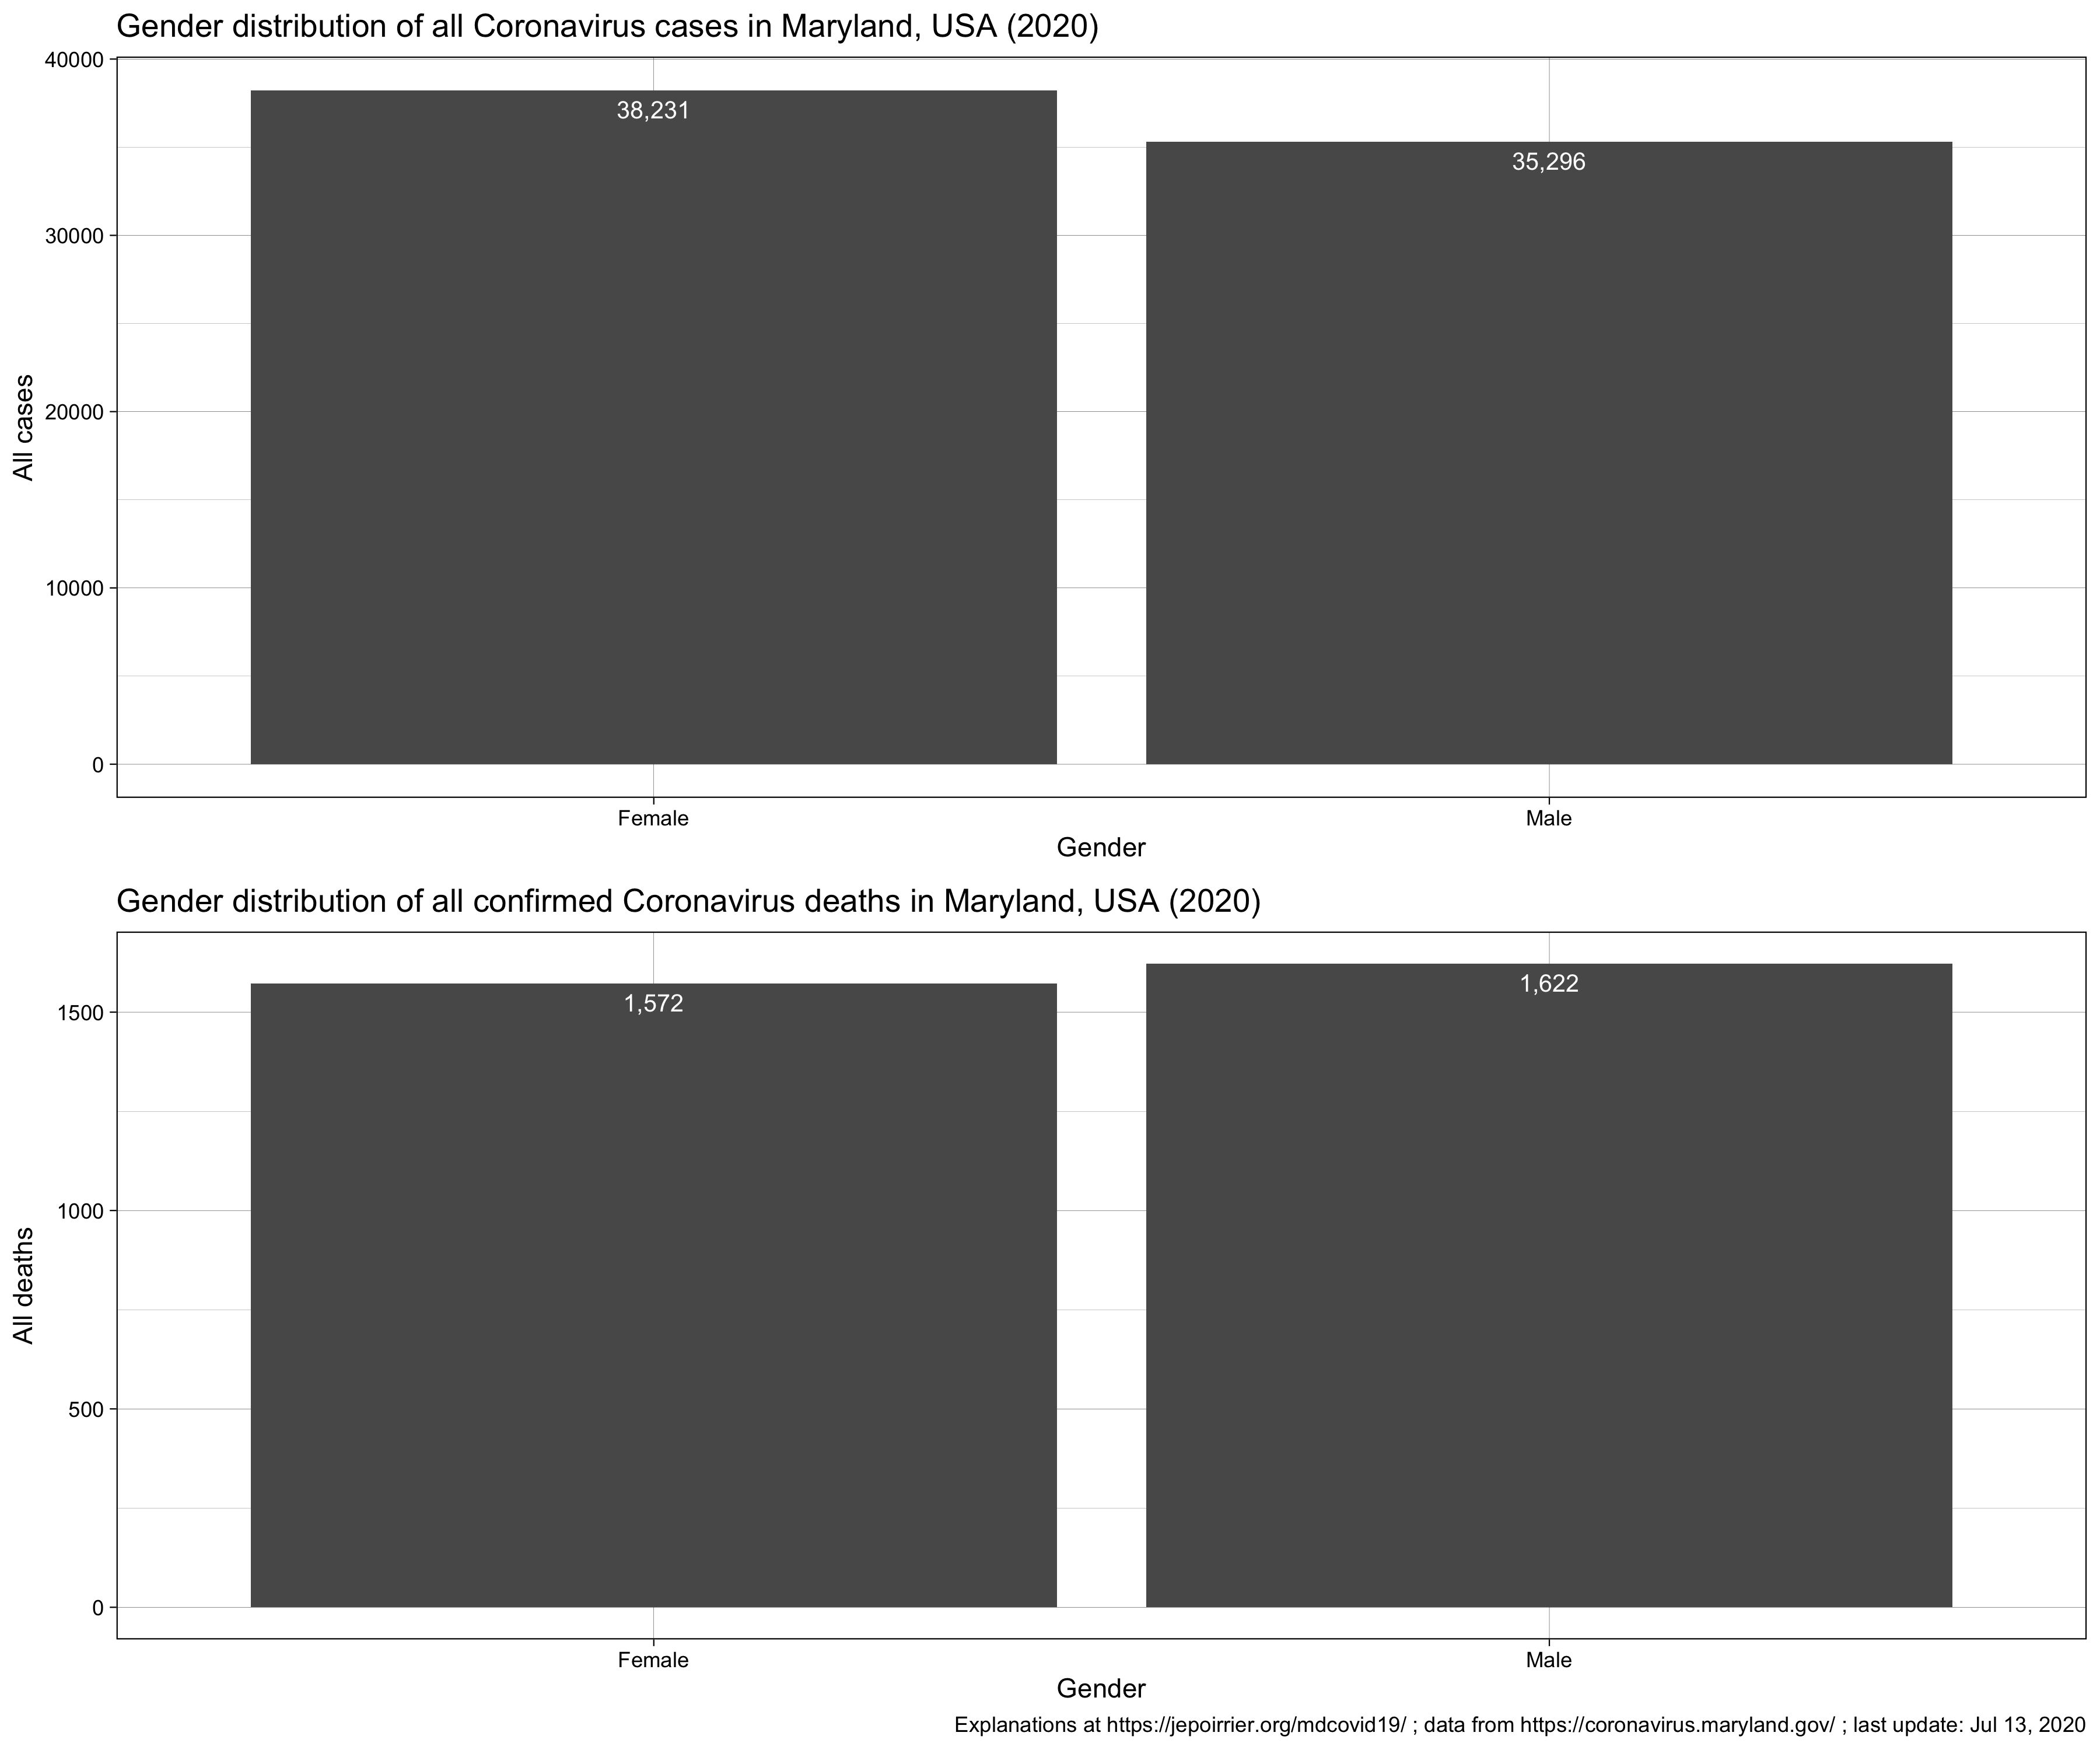 Gender distribution of all Coronavirus cases in Maryland, USA (2020)
40000
38,231
35,296
30000
All cases
20000
10000
0
Female
Male
Gender
Gender distribution of all confirmed Coronavirus deaths in Maryland, USA (2020)
1,572
1,622
1500
1000
All deaths
500
0
Female
Male
Gender
Explanations at https://jepoirrier.org/mdcovid19/ ; data from https://coronavirus.maryland.gov/ ; last update: Jul 13, 2020